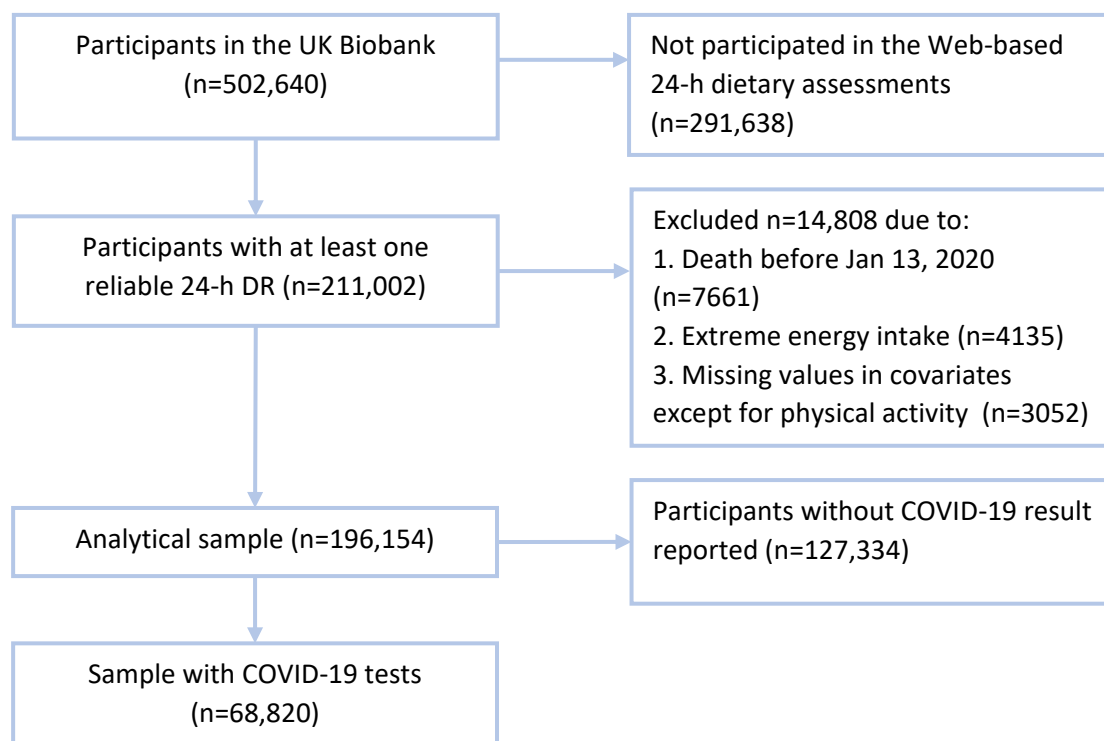 Participants in the UK Biobank
(n=502,640)
Not participated in the Web-based
24-h dietary assessments
(n=291,638)
Participants with at least one
reliable 24-h DR (n=211,002)
Excluded n=14,808 due to:
1. Death before Jan 13, 2020
(n=7661)
2. Extreme energy intake (n=4135)
3. Missing values in covariates
except for physical activity  (n=3052)
Analytical sample (n=196,154)
Participants without COVID-19 result
reported (n=127,334)
Sample with COVID-19 tests
(n=68,820)